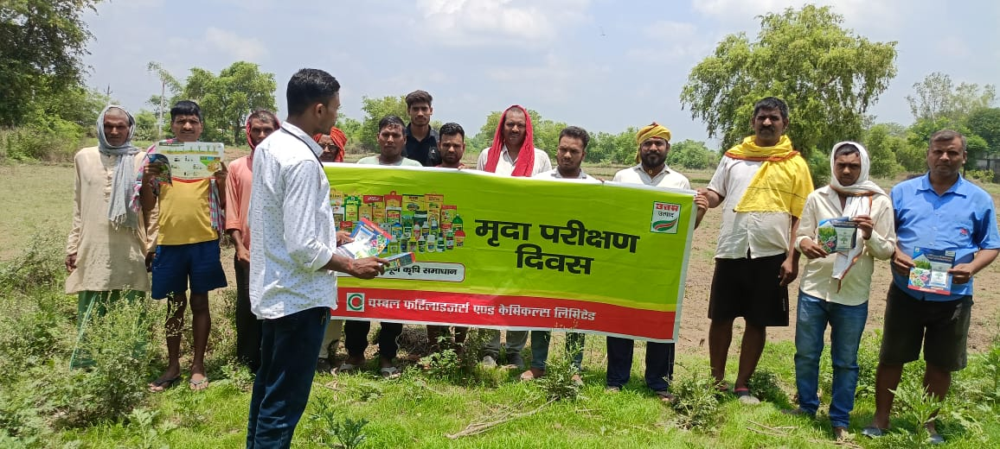 उत्तम
उत्पाद
मृदा परीक्षण
दिवस
कृषि समाधान
चम्बल फर्टिलाइजर्स एण्ड केमिकल्स लिमिटेड